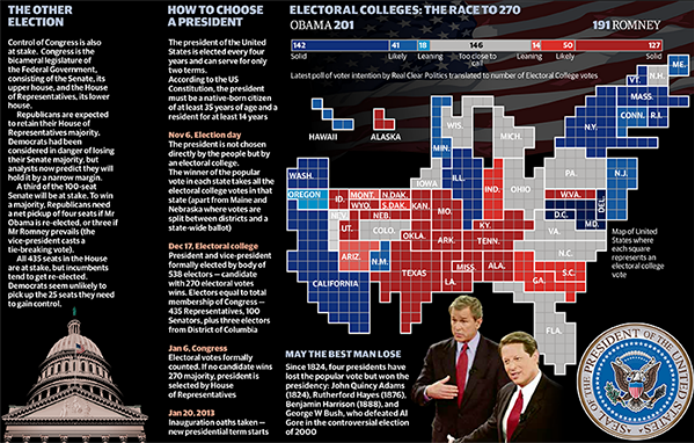 THE OTHER
ELECTION
Control of Congress is also
at stake. Congress is the
bicameral legislature of
the Federal Government,
consisting of the Senate, its
upper house, and the House
of Representatives, its lower
house.
Republicans are expected
to retain their House of
Representatives majority.
Democrats had been
considered in danger of losing
their Senate majority, but
analysts now predict they will
hold it by a narrow margin.
A third of the 100-seat
Senate will be at stake. To win
a majority, Republicans need
a net pickup of four seats if Mr
Obama is re-elected, or three if
Mr Romney prevails (the
vice-president casts a
tie-breaking vote).
All 435 seats in the House
are at stake, but incumbents
tend to get re-elected.
Democrats seem unlikely to
pick up the 25 seats they need
to gain control.
HOW TO CHOOSE
A PRESIDENT
The president of the United
States is elected every four
years and can serve for only
two terms.
According to the US
Constitution, the president
must be a native-born citizen
of at least 35 years of age and a
resident for at least 14 years
Nov 6, Election day
The president is not chosen
directly by the people but by
an electoral college.
The winner of the popular
vote in each state takes all the
electoral college votes in that
state (apart from Maine and
Nebraska where votes are
split between districts and a
state-wide ballot)
Dec 17, Electoral college
President and vice-president
formally elected by body of
538 electors — candidate
with 270 electoral votes
wins. Electors equal to total
membership of Congress —
435 Representatives, 100
Senators, plus three electors
from District of Columbia
Jan 6, Congress
Electoral votes formally
counted. If no candidate wins
270 majority, president is
selected by House
of Representatives
Jan 20, 2013
Inauguration oaths taken —
new presidential term starts
ELECTORAL COLLEGES: THE RACE TO 270
OBAMA 201
191 ROMNEY
142 41 18 146 14 50 127
Solid Likely Leaning Too close to call Leaning Likely Solid
Latest poll of voter intention by Real Clear Politics translated to number of Electoral College votes
HAWAII
ALASKA
ME.
VT.
N.H.
MASS.
CONN.
R.I.
N.Y.
WIS.
MICH.
MIN.
WASH.
OREGON
ID.
MONT.
N.DAK.
WYO.
S.DAK.
IOWA
ILL.
IND.
OHIO
PA.
N.J.
W.VA.
DEL.
D.C.
MD.
NEV.
UT.
NEB.
KAN.
MO.
KY.
VA.
COLO.
OKLA.
ARK.
TENN.
N.C.
ARIZ.
N.M.
CALIFORNIA
TEXAS
LA.
MISS.
ALA.
GA.
S.C.
FLA.
Map of United
States where
each square
represents an
electoral college
vote
MAY THE BEST MAN LOSE
Since 1824, four presidents have
lost the popular but won the
presidency: John Quincy Adams
(1824), Rutherford Hayes (1876),
Benjamin Harrison (1888), and
George W Bush, who defeated Al
Gore in the controversial election
of 2000
SEAL OF THE PRESIDENT OF THE UNITED STATES